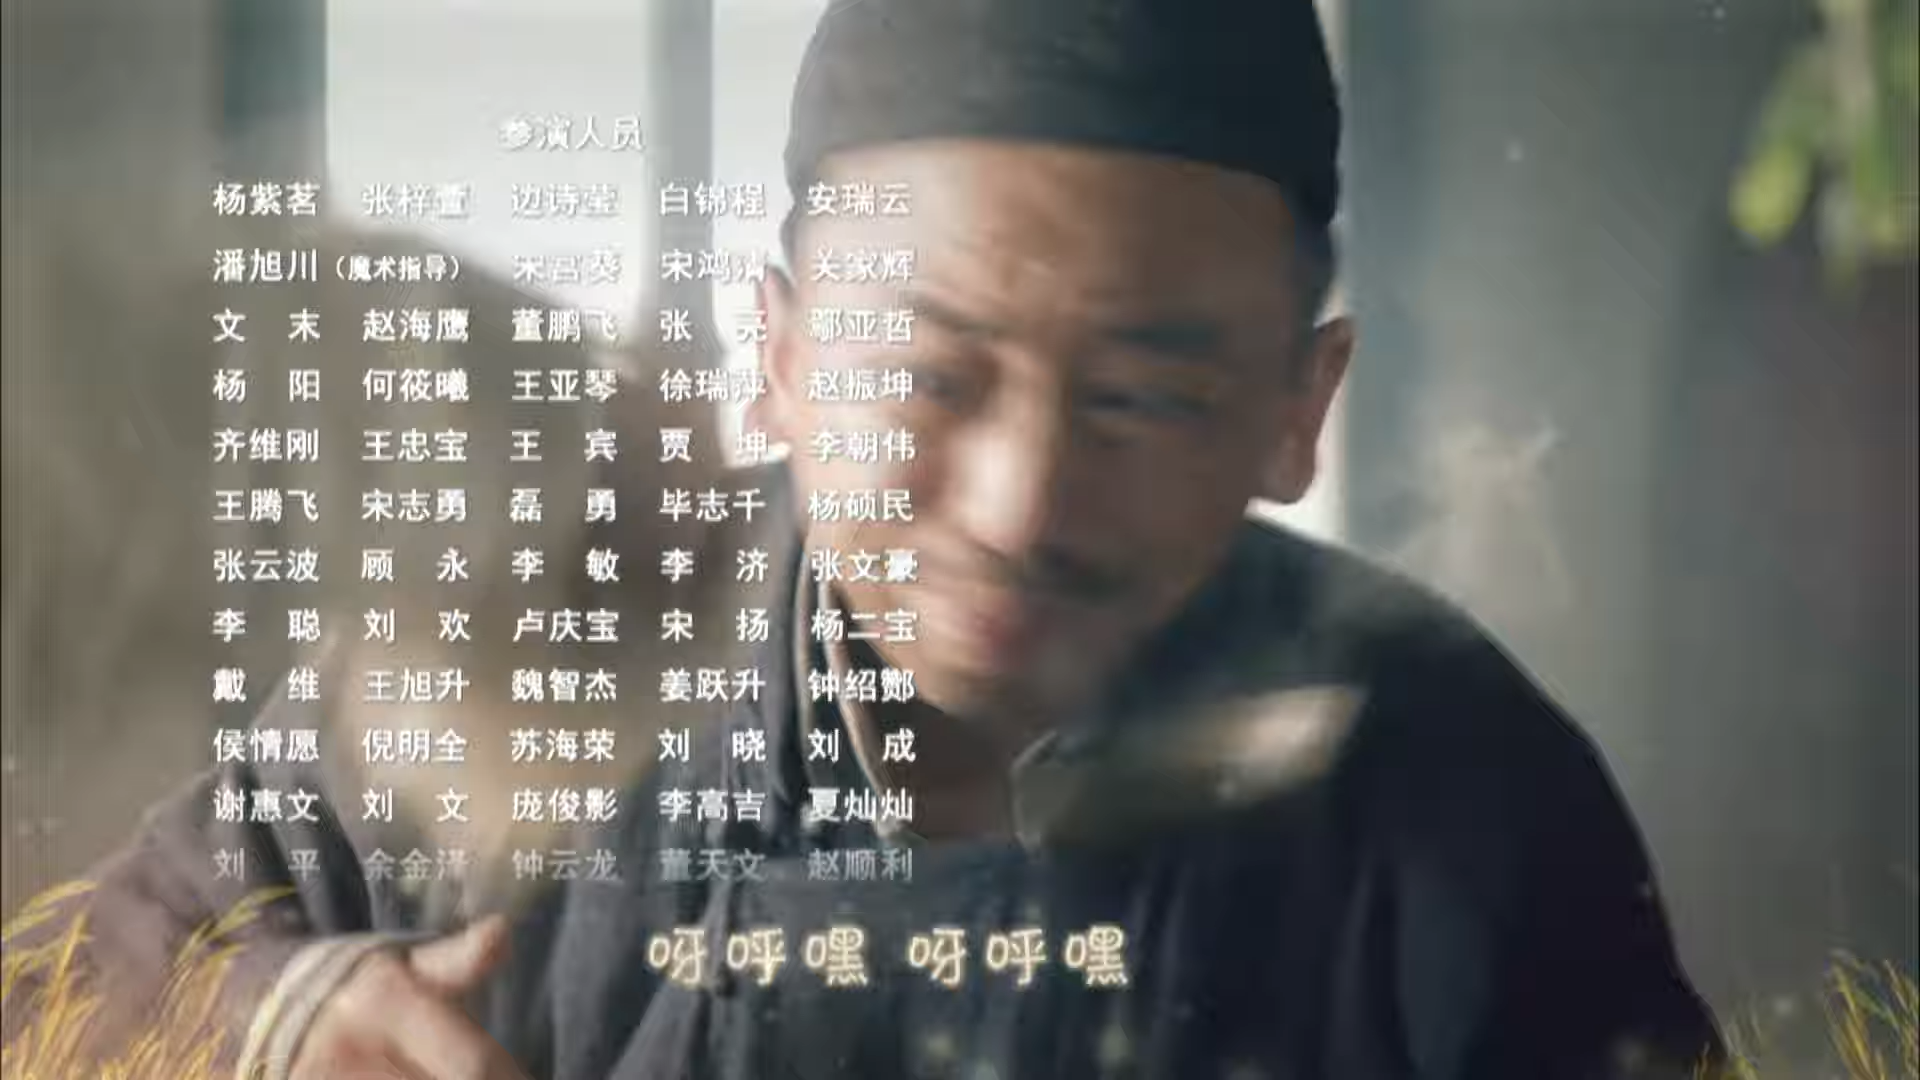 参演人员
杨紫茗 张梓萱 边诗莹 白锦程 安瑞云
潘旭川（魔术指导） 宋宫葵 宋鸿清 关家辉
文 末 赵海鹰 董鹏飞 张 亮 鄢亚哲
杨 阳 何筱曦 王亚琴 徐瑞萍 赵振坤
齐维刚 王忠宝 王 宾 贾 坤 李朝伟
王腾飞 宋志勇 磊 勇 毕志千 杨硕民
张云波 顾 永 李 敏 李 济 张文豪
李 聪 刘 欢 卢庆宝 宋 扬 杨二宝
戴 维 王旭升 魏智杰 姜跃升 钟绍酆
侯情愿 倪明全 苏海荣 刘 晓 刘 成
谢惠文 刘 文 庞俊影 李高吉 夏灿灿
刘 平 余金泽 钟云龙 董天文 赵顺利
呀呼嘿 呀呼嘿